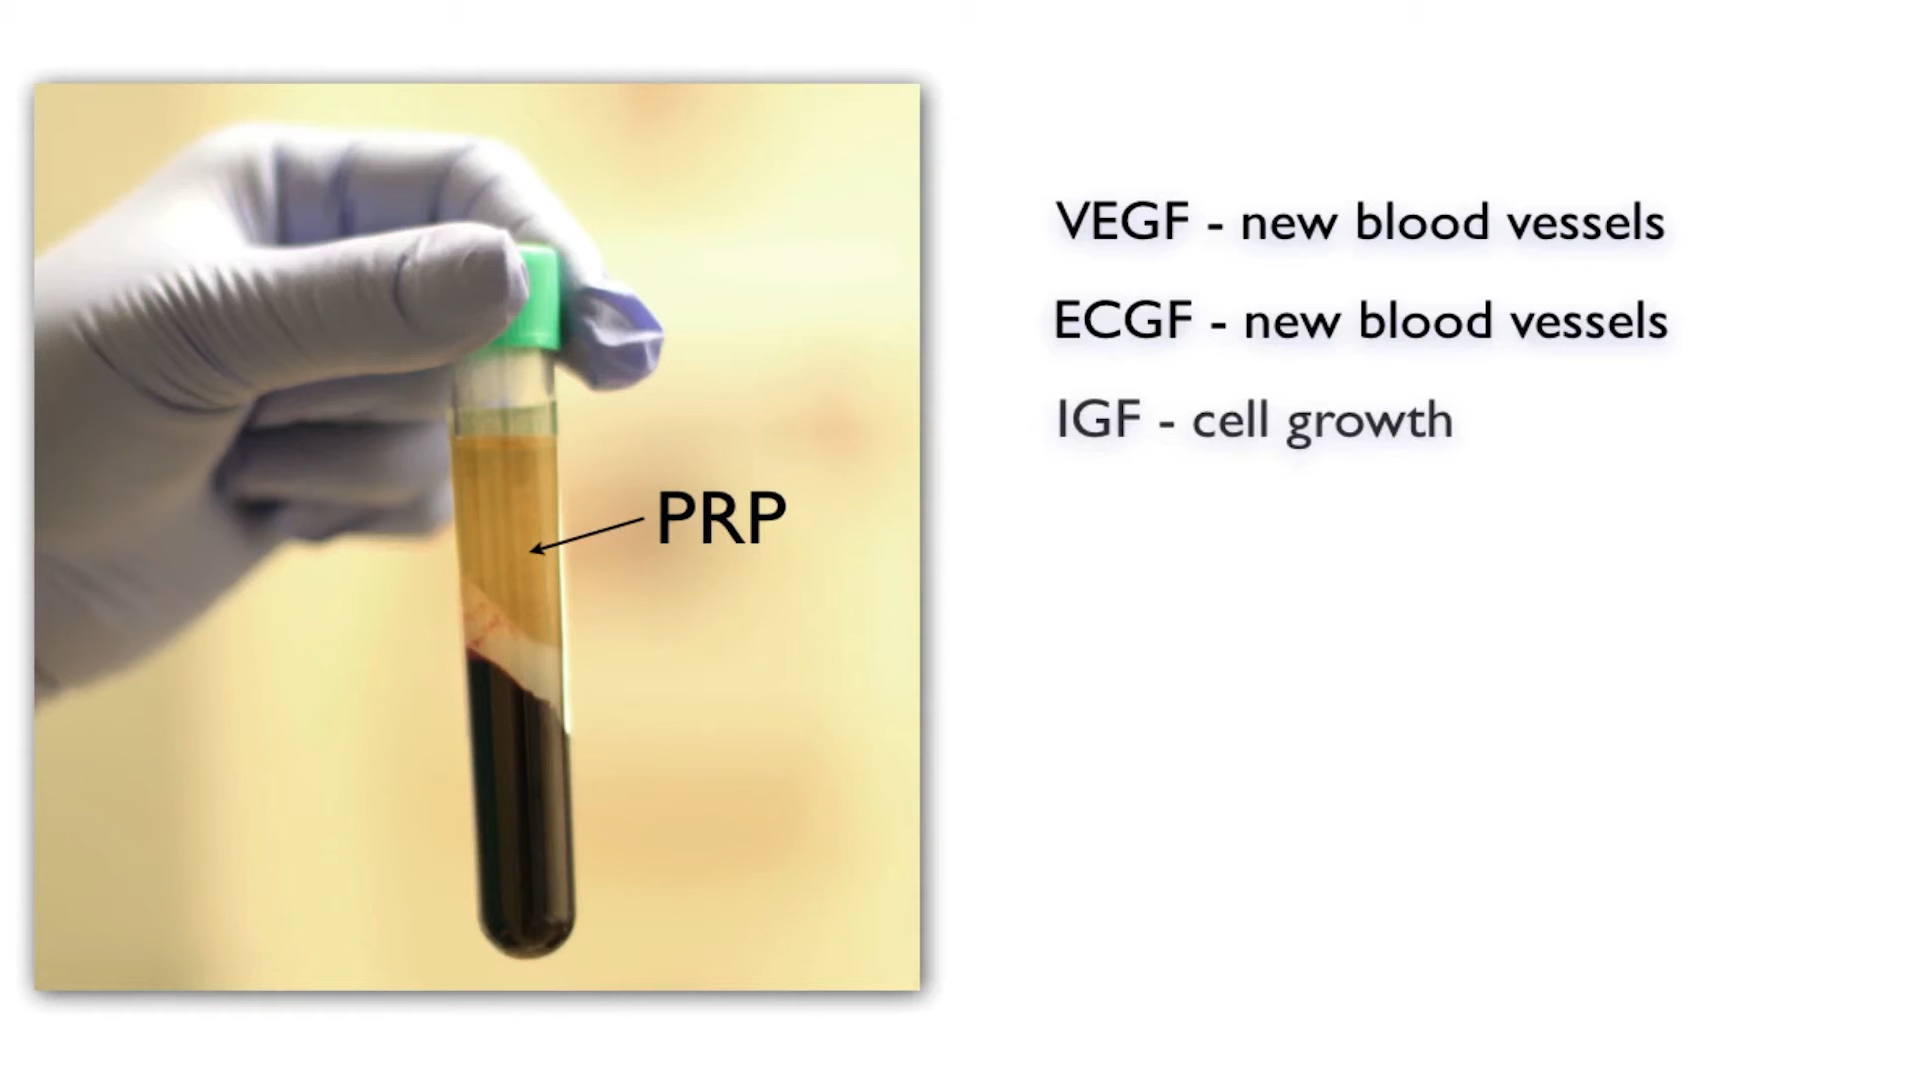 VEGF - new blood vessels
ECGF - new blood vessels
IGF - cell growth
PRP